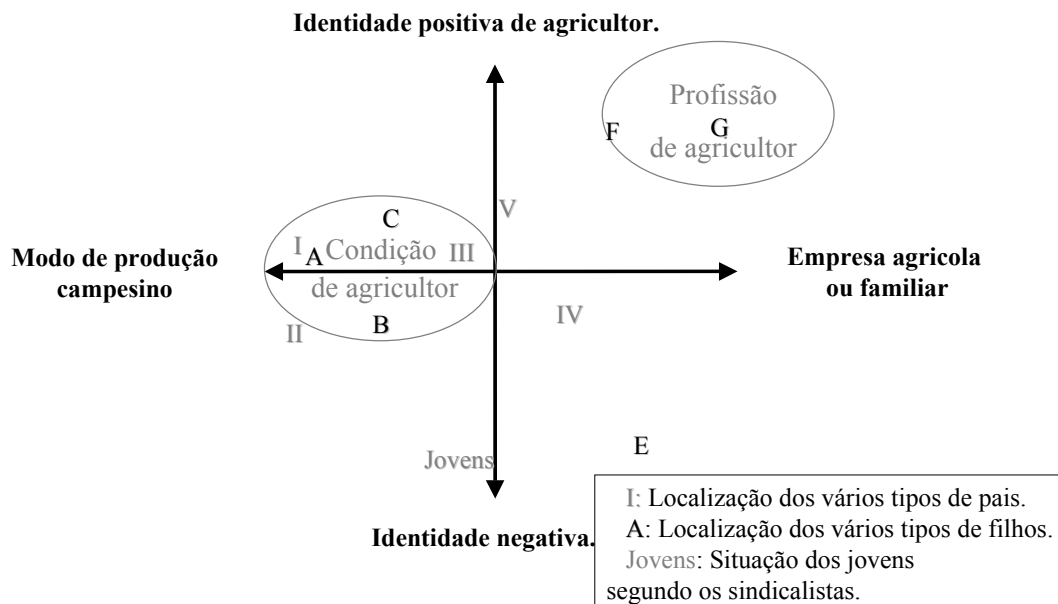 Identidade positiva de agricultor.
Profissão
F
G
de agricultor
V
C
I
A
Condição
III
Modo de produção
campesino
Empresa agricola
ou familiar
de agricultor
II
B
IV
E
Jovens
Identidade negativa.
I: Localização dos vários tipos de pais.
A: Localização dos vários tipos de filhos.
Jovens: Situação dos jovens
segundo os sindicalistas.